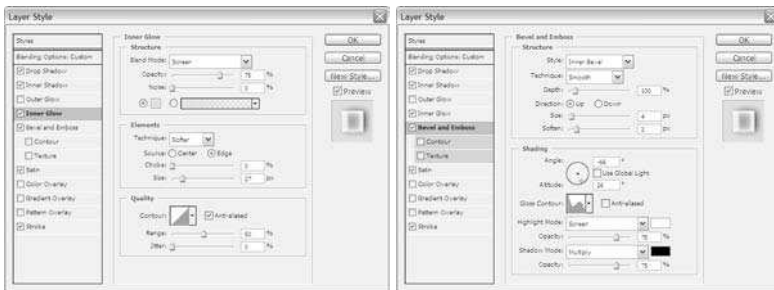 Layer Style
Styles
Blending Options: Custom
Drop Shadow
Inner Shadow
Outer Glow
Inner Glow
Bevel and Emboss
Contour
Texture
Satin
Color Overlay
Gradient Overlay
Pattern Overlay
Stroke
Inner Glow
Structure
Blend Mode: Screen
Opacity: 75 %
Noise: 0 %
Elements
Technique: Softer
Source: Center Edge
Choke: 0 %
Size: px
Quality
Contour: Anti-aliased
Range: 50 %
Jitter: 0 %
OK
Cancel
New Style...
Preview
Layer Style
Styles
Blending Options: Custom
Drop Shadow
Inner Shadow
Outer Glow
Inner Glow
Bevel and Emboss
Contour
Texture
Satin
Color Overlay
Gradient Overlay
Pattern Overlay
Stroke
Bevel and Emboss
Structure
Style: Inner Bevel
Technique: Smooth
Depth: 100 %
Direction: Up Down
Size: px
Soften: px
Shading
Angle: °
Use Global Light
Altitude: °
Gloss Contour: Anti-aliased
Highlight Mode: Screen
Opacity: 75 %
Shadow Mode: Multiply
Opacity: 75 %
OK
Cancel
New Style...
Preview